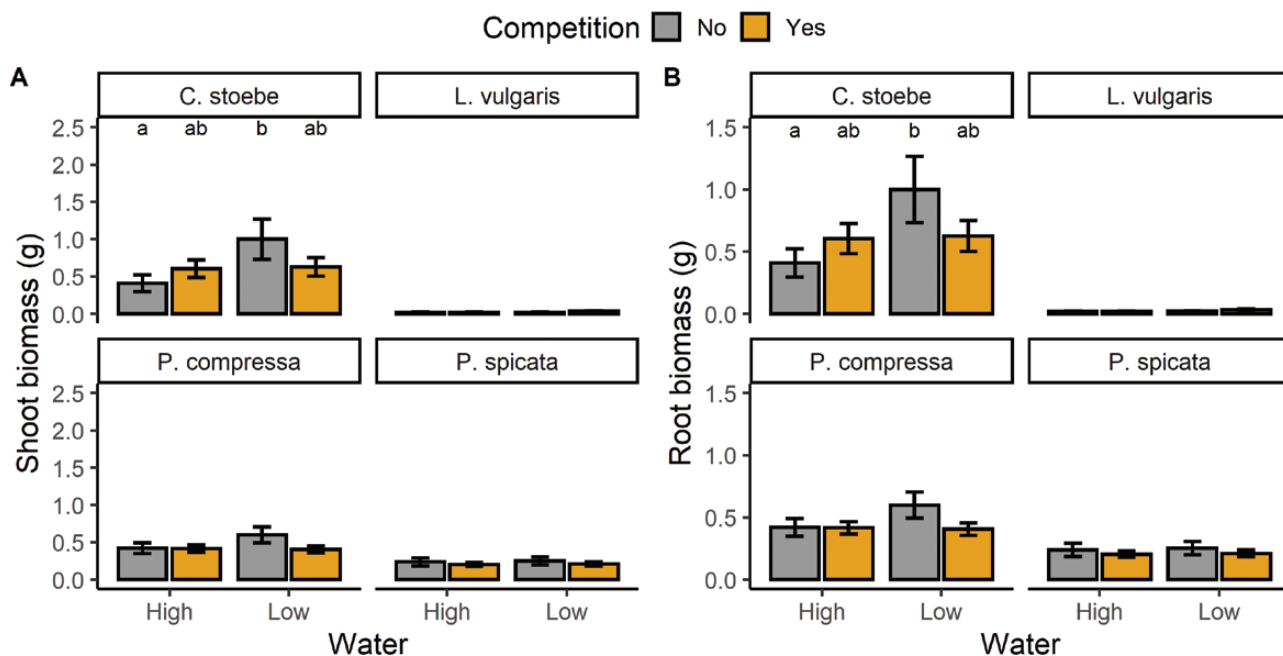 Competition No Yes
A
C. stoebe L. vulgaris
a ab b ab
2.5
2.0
1.5
1.0
0.5
0.0
P. compressa P. spicata
2.5
2.0
1.5
1.0
0.5
0.0
High Low High Low
Water
Shoot biomass (g)
B
C. stoebe L. vulgaris
a ab b ab
1.5
1.0
0.5
0.0
P. compressa P. spicata
1.5
1.0
0.5
0.0
High Low High Low
Water
Root biomass (g)